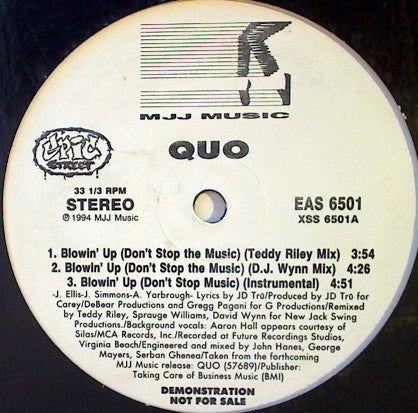 MJJ MUSIC
QUO
EPIC
STREET
33 1/3 RPM
STEREO
℗ 1994 MJJ Music
EAS 6501
XSS 6501A
1. Blowin' Up (Don't Stop the Music) (Teddy Riley Mix) 3:54
2. Blowin' Up (Don't Stop the Music) (D.J. Wynn Mix) 4:26
3. Blowin' Up (Don't Stop the Music) (Instrumental) 4:51
-J. Ellis-J. Simmons-A. Yarbrough- Lyrics by JD Trü/Produced by JD Trü for
Carey/DeBar Productions and Gregg Pagani for G Productions/Remixed
by Teddy Riley, Sprauge Williams, David Wynn for New Jack Swing
Productions./Background vocals: Aaron Hall appears courtesy of
Silas/MCA Records, Inc./Recorded at Future Recording Studios,
Virginia Beach/Engineered and mixed by John Hanes, George
Mayers, Serban Ghenea/Taken from the forthcoming
MJJ Music release: QUO (57689)/Publisher:
Taking Care of Business Music (BMI)
DEMONSTRATION
NOT FOR SALE